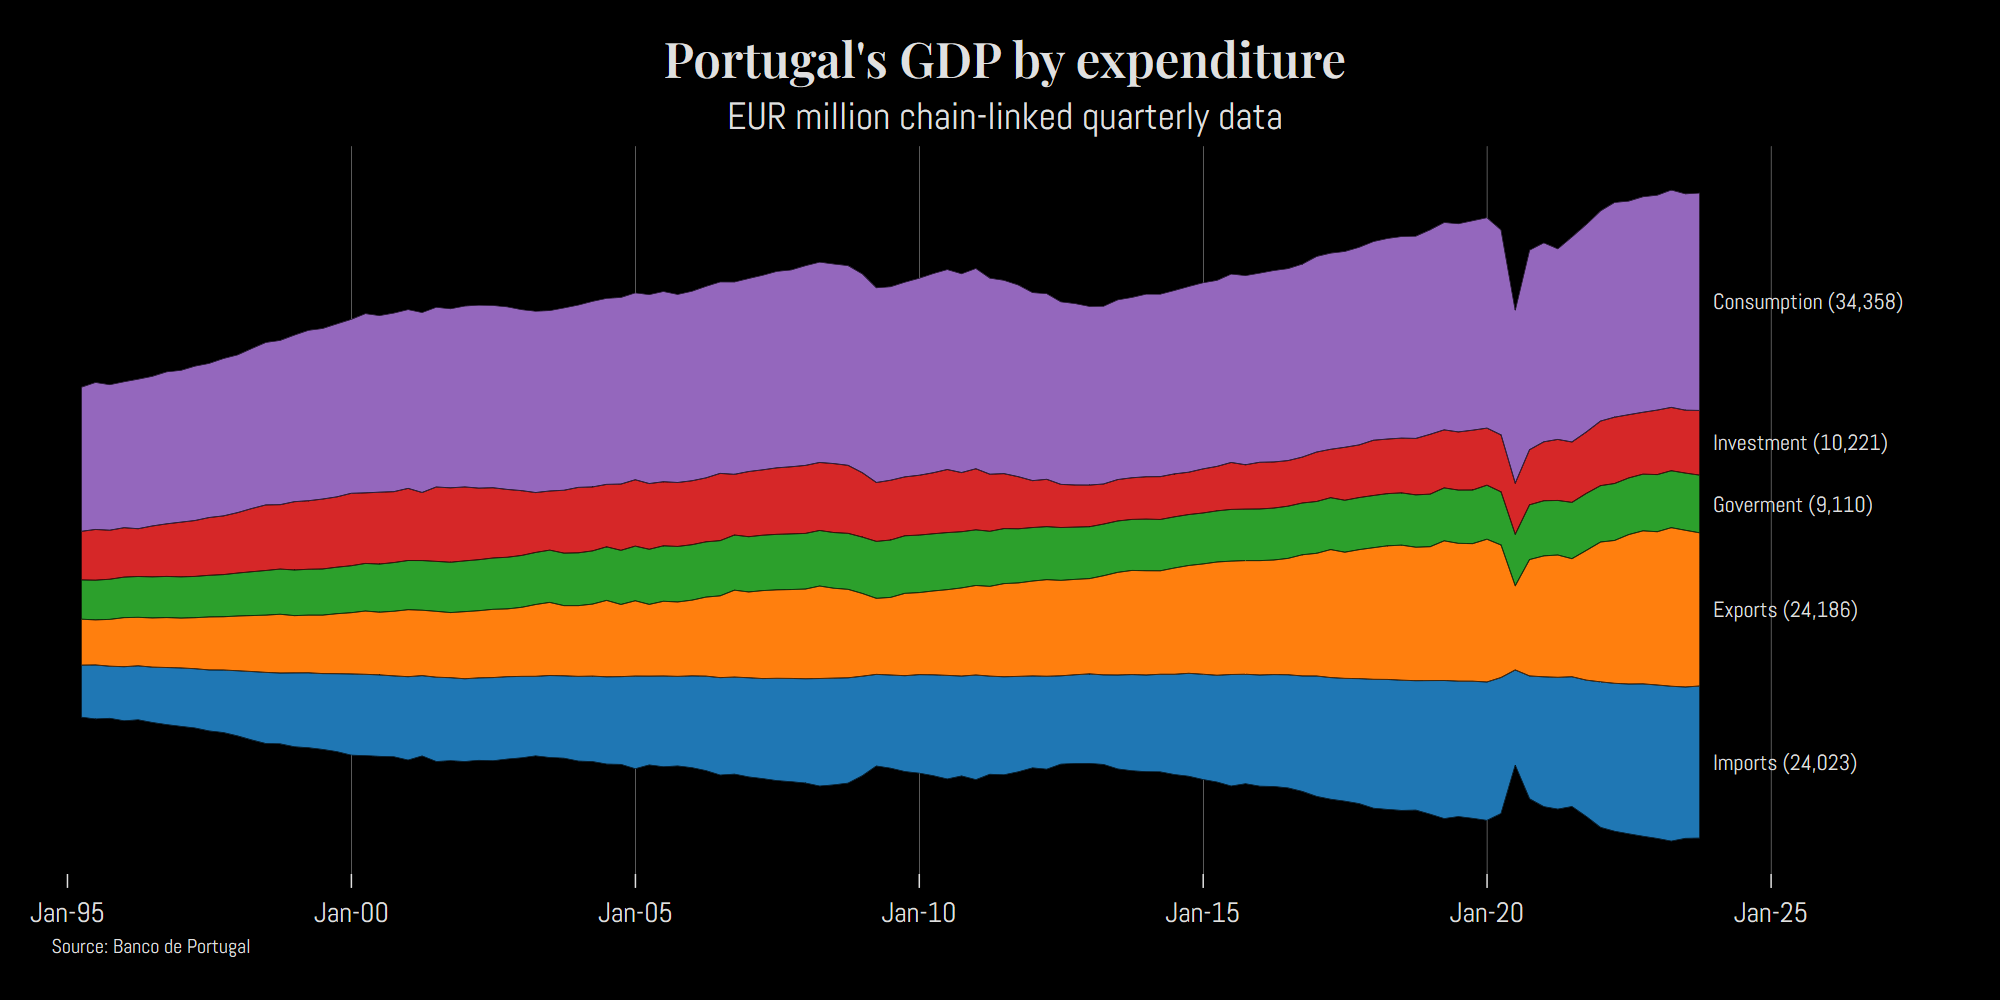 Portugal's GDP by expenditure
EUR million chain-linked quarterly data
Consumption (34,358)
Investment (10,221)
Goverment (9,110)
Exports (24,186)
Imports (24,023)
Jan-95
Jan-00
Jan-05
Jan-10
Jan-15
Jan-20
Jan-25
Source: Banco de Portugal